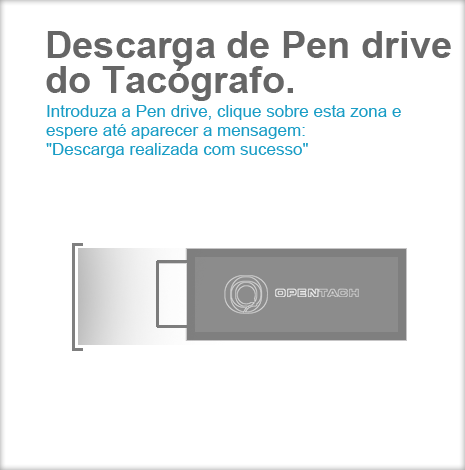 Descarga de Pen drive
do Tacógrafo.
Introduza a Pen drive, clique sobre esta zona e
espere até aparecer a mensagem:
"Descarga realizada com sucesso"
OPENTACH